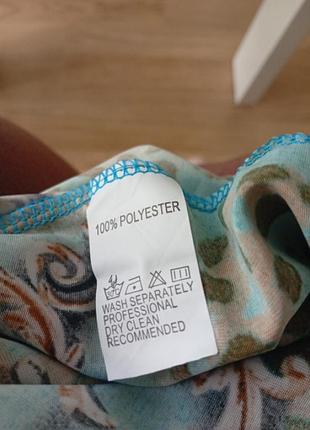 100% POLYESTER
WASH SEPARATELY
PROFESSIONAL
DRY CLEAN
RECOMMENDED